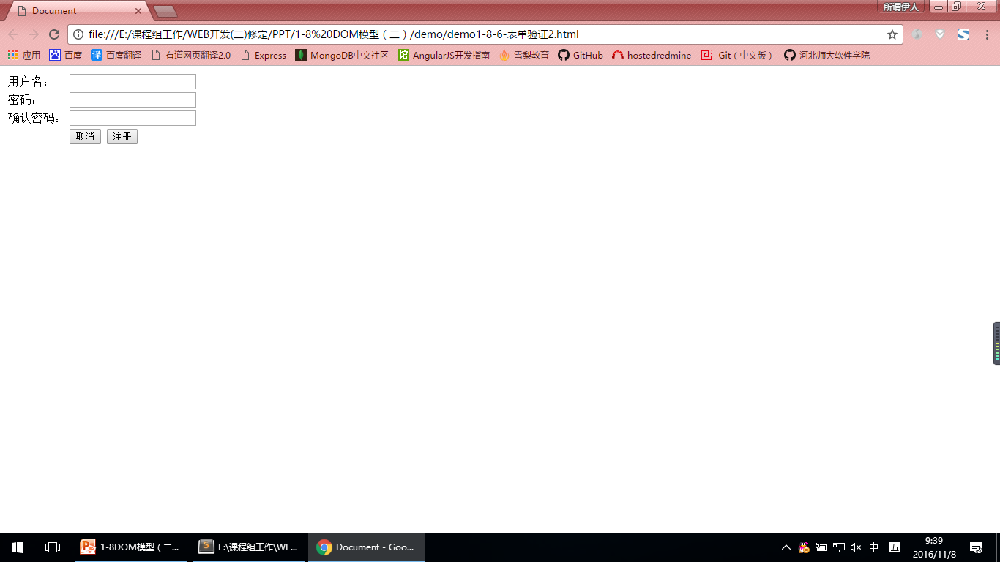 Document
所谓伊人
file:///E:/课程组工作/WEB开发(二)修定/PPT/1-8%20DOM模型（二）/demo/demo1-8-6-表单验证2.html
应用 百度 译 百度翻译 有道网页翻译2.0 Express MongoDB中文社区 馆 AngularJS开发指南 雪梨教育 GitHub hostedredmine Git（中文版） 河北师大软件学院
用户名：
密码：
确认密码：
取消 注册
1-8DOM模型（二... E:\课程组工作\WE... Document - Goo... 中 五 9:39
2016/11/8